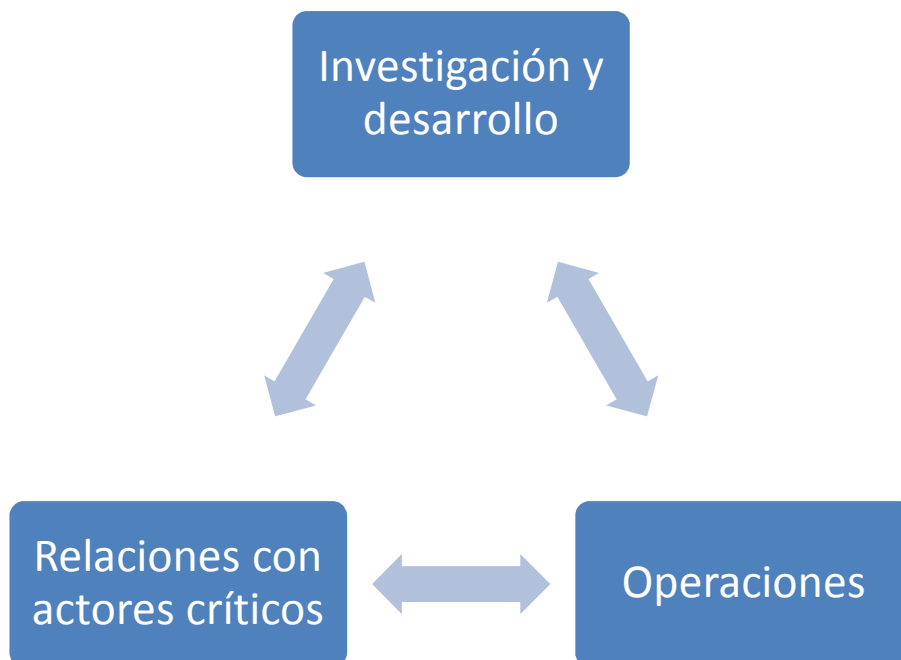 Investigación y
desarrollo
Relaciones con
actores críticos
Operaciones